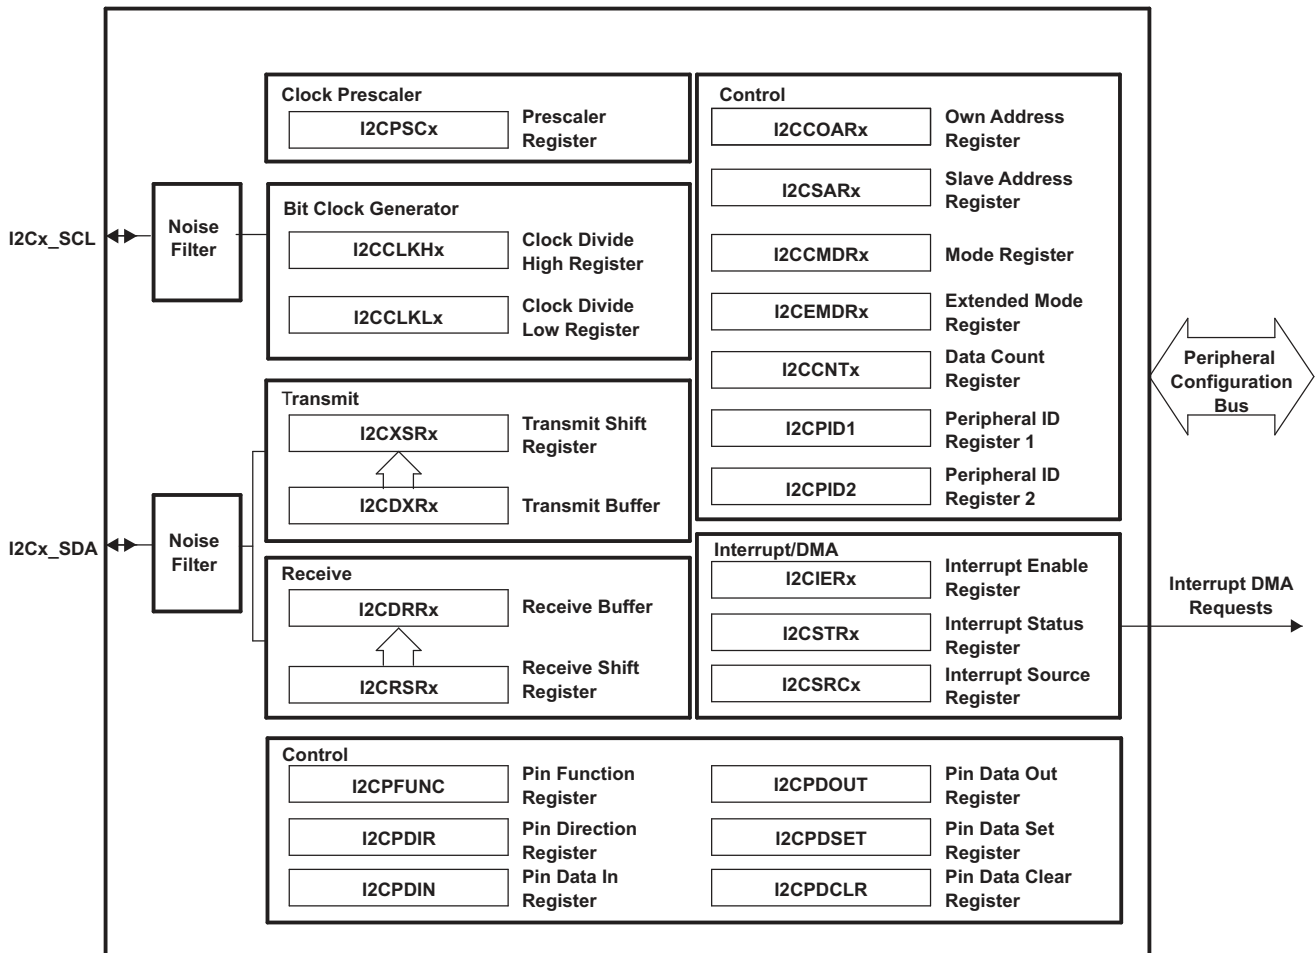 Clock Prescaler
I2CPSCx
Prescaler
Register
I2Cx_SCL
Noise
Filter
Bit Clock Generator
I2CCLKHx
Clock Divide
High Register
I2CCLKLx
Clock Divide
Low Register
Transmit
I2CXSRx
Transmit Shift
Register
I2CDXRx
Transmit Buffer
I2Cx_SDA
Noise
Filter
Receive
I2CDRRx
Receive Buffer
I2CRSRx
Receive Shift
Register
Control
I2CCOARx
Own Address
Register
I2CSARx
Slave Address
Register
I2CCMDRx
Mode Register
I2CEMDRx
Extended Mode
Register
I2CCNTx
Data Count
Register
I2CPID1
Peripheral ID
Register 1
I2CPID2
Peripheral ID
Register 2
Peripheral
Configuration
Bus
Interrupt/DMA
I2CIERx
Interrupt Enable
Register
I2CSTRx
Interrupt Status
Register
I2CSRCx
Interrupt Source
Register
Interrupt DMA
Requests
Control
I2CPFUNC
Pin Function
Register
I2CPDIR
Pin Direction
Register
I2CPDIN
Pin Data In
Register
I2CPDOUT
Pin Data Out
Register
I2CPDSET
Pin Data Set
Register
I2CPDCLR
Pin Data Clear
Register